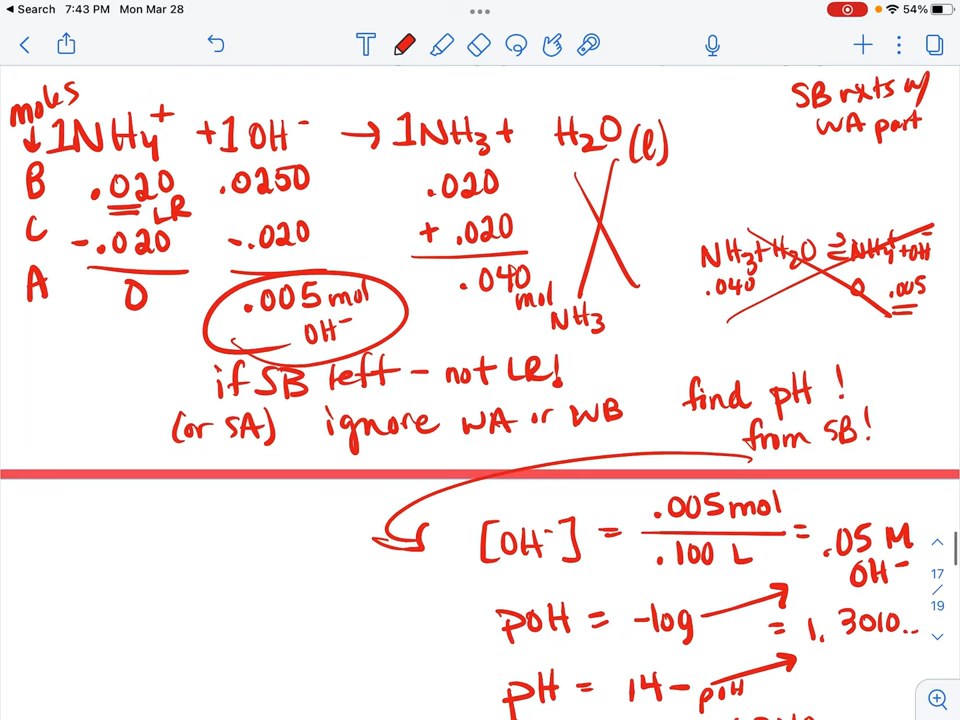 Search 7:43 PM Mon Mar 28 54%
moles
↓ 1NH4+ + 1OH- → 1NH3 + H2O (l)
SB rxts w/
WA part
B .020 .0250 .020
LR
C -.020 -.020 + .020
A 0 .005 mol OH- .040 mol NH3
NH3 + H2O ⇌ NH4+ + OH-
.040 0 .005
if SB left - not LR!
(or SA) ignore WA or WB
find pH!
from SB!
[OH-] = .005 mol / .100 L = .05 M OH-
pOH = -log = 1.3010..
pH = 14 - pOH
17
/
19